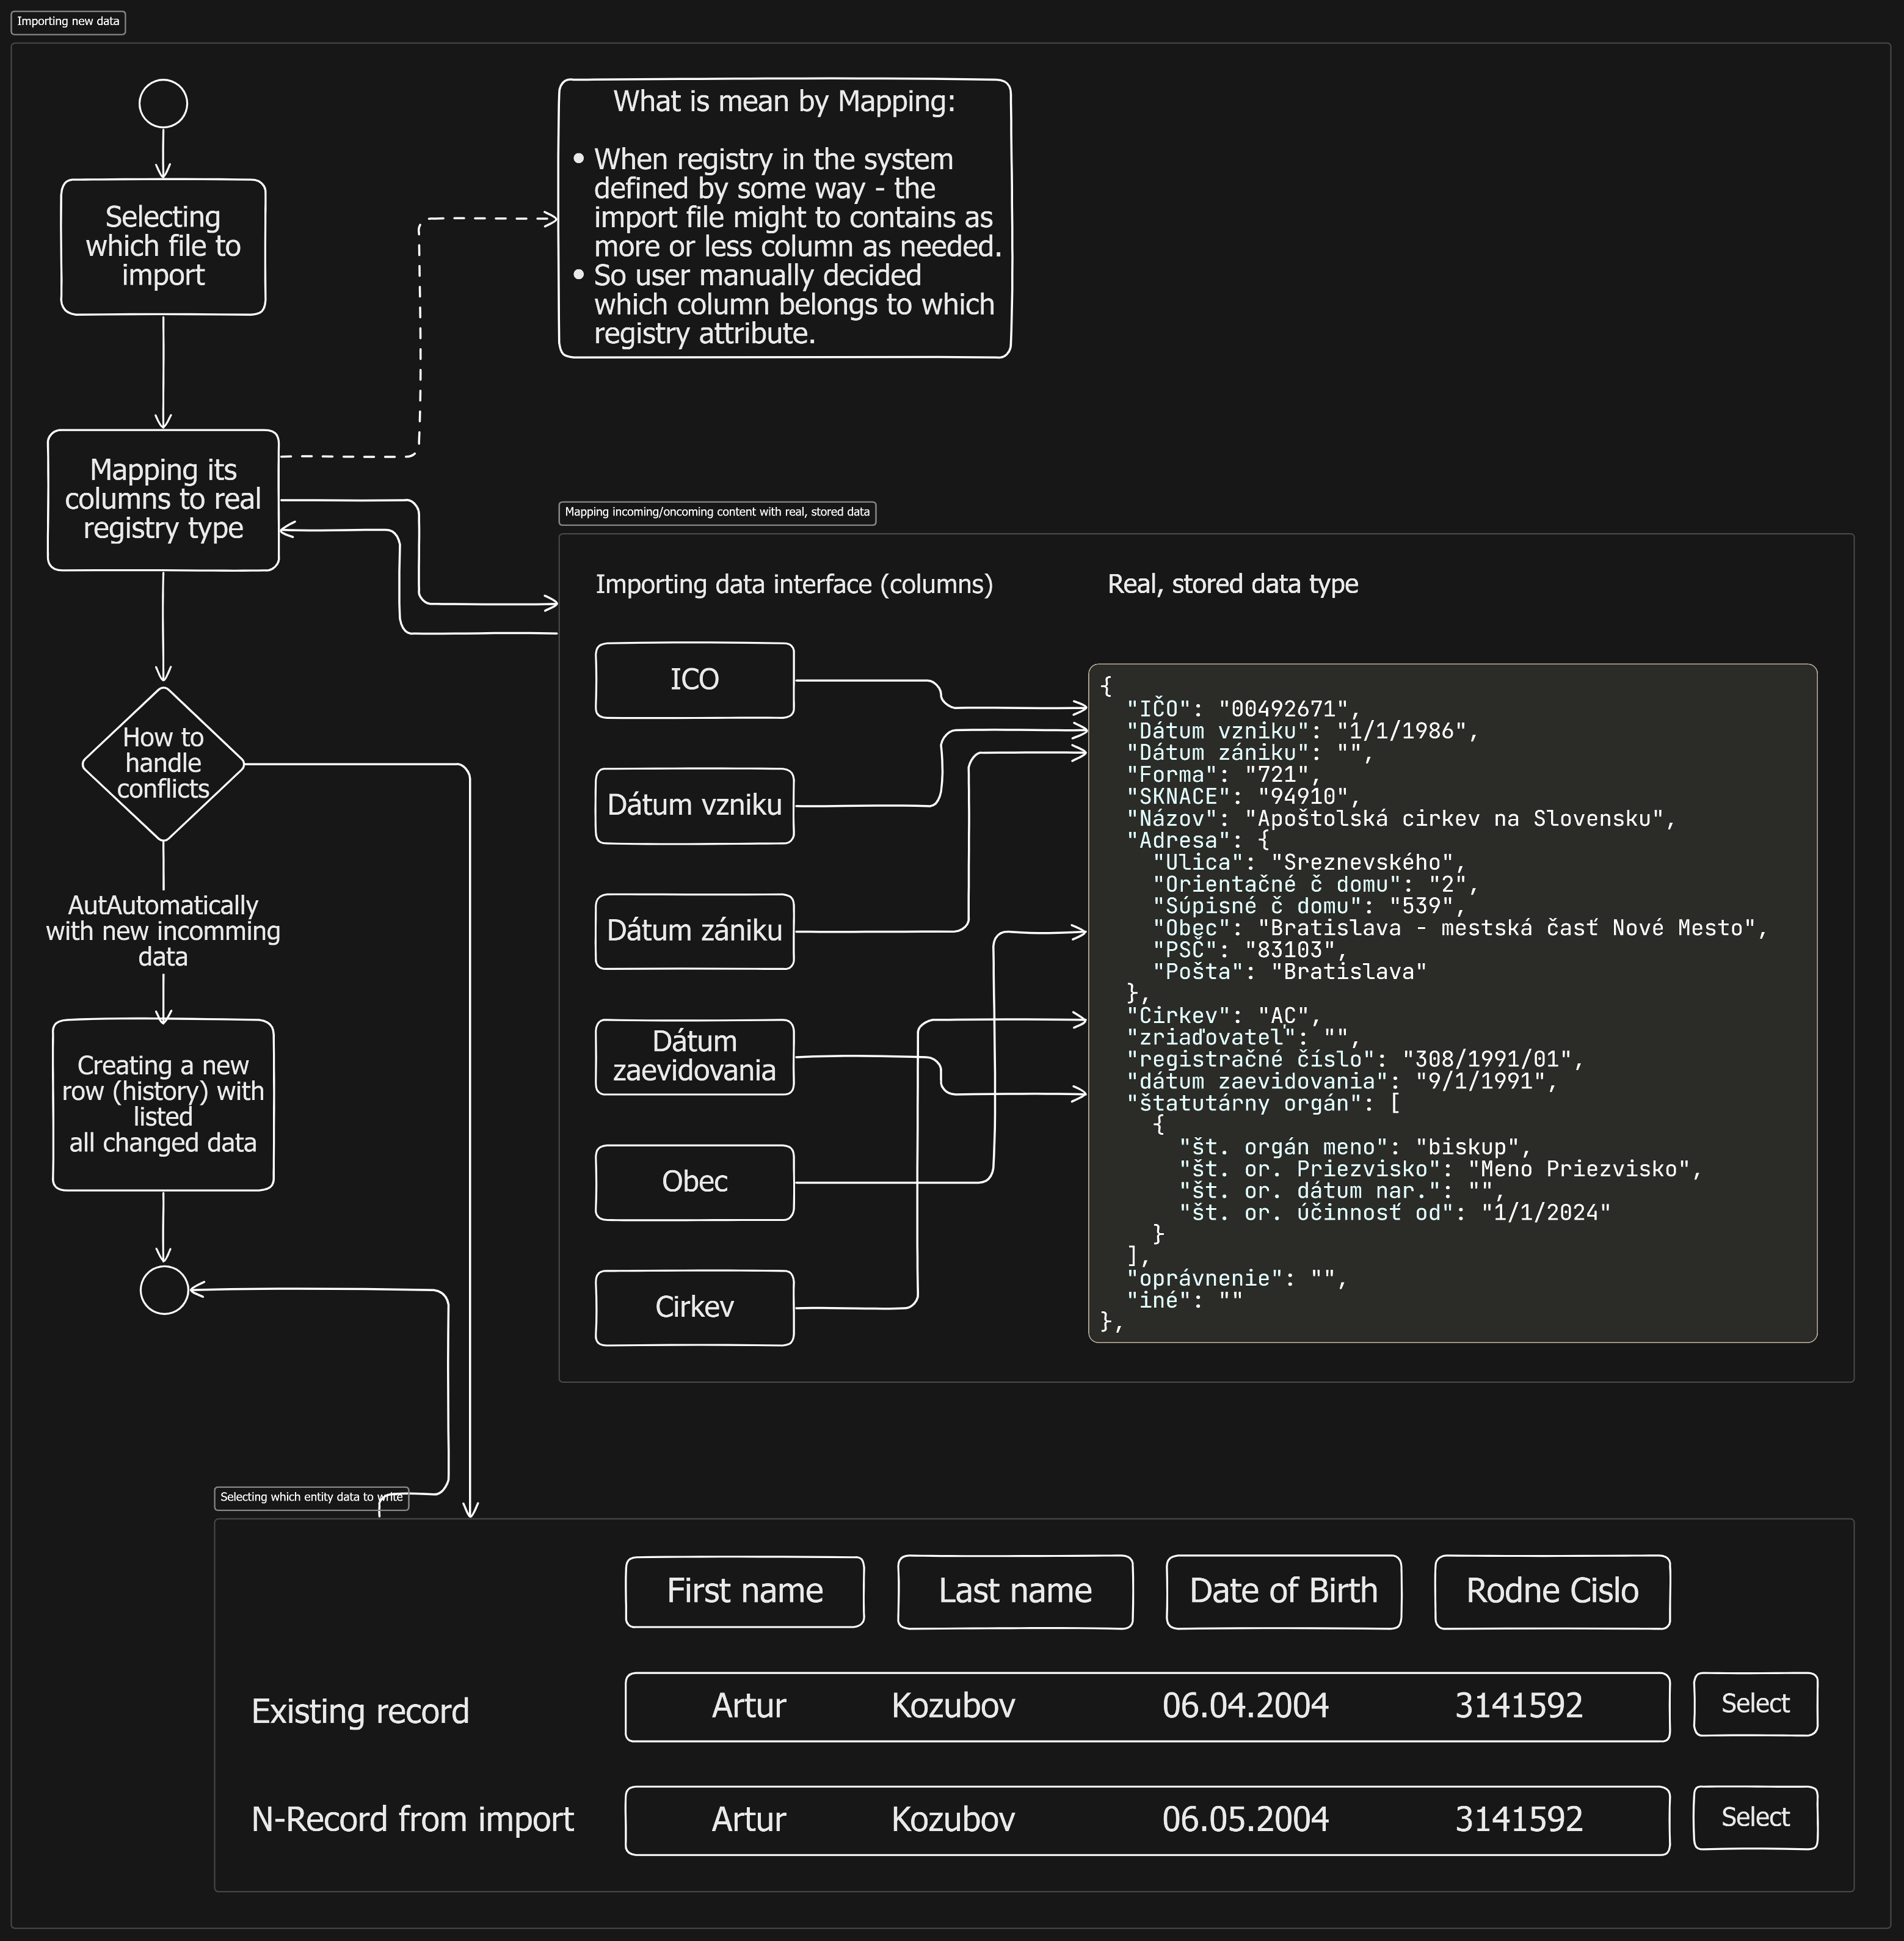 Importing new data
Selecting
which file to
import
What is mean by Mapping:
• When registry in the system
defined by some way - the
import file might to contains as
more or less column as needed.
• So user manually decided
which column belongs to which
registry attribute.
Mapping its
columns to real
registry type
How to
handle
conflicts
AutAutomatically
with new incomming
data
Creating a new
row (history) with
listed
all changed data
Mapping incoming/oncoming content with real, stored data
Importing data interface (columns)
Real, stored data type
ICO
Dátum vzniku
Dátum zániku
Dátum
zaevidovania
Obec
Cirkev
{
"IČO": "00492671",
"Dátum vzniku": "1/1/1986",
"Dátum zániku": "",
"Forma": "721",
"SKNACE": "94910",
"Názov": "Apoštolská cirkev na Slovensku",
"Adresa": {
"Ulica": "Sreznevského",
"Orientačné č domu": "2",
"Súpisné č domu": "539",
"Obec": "Bratislava - mestská časť Nové Mesto",
"PSČ": "83103",
"Pošta": "Bratislava"
},
"Cirkev": "AC",
"zriaďovateľ": "",
"registračné číslo": "308/1991/01",
"dátum zaevidovania": "9/1/1991",
"štatutárny orgán": [
{
"št. orgán meno": "biskup",
"št. or. Priezvisko": "Meno Priezvisko",
"št. or. dátum nar.": "",
"št. or. účinnosť od": "1/1/2024"
}
],
"oprávnenie": "",
"iné": ""
},
Selecting which entity data to write
First name
Last name
Date of Birth
Rodne Cislo
Existing record
Artur Kozubov 06.04.2004 3141592
Select
N-Record from import
Artur Kozubov 06.05.2004 3141592
Select